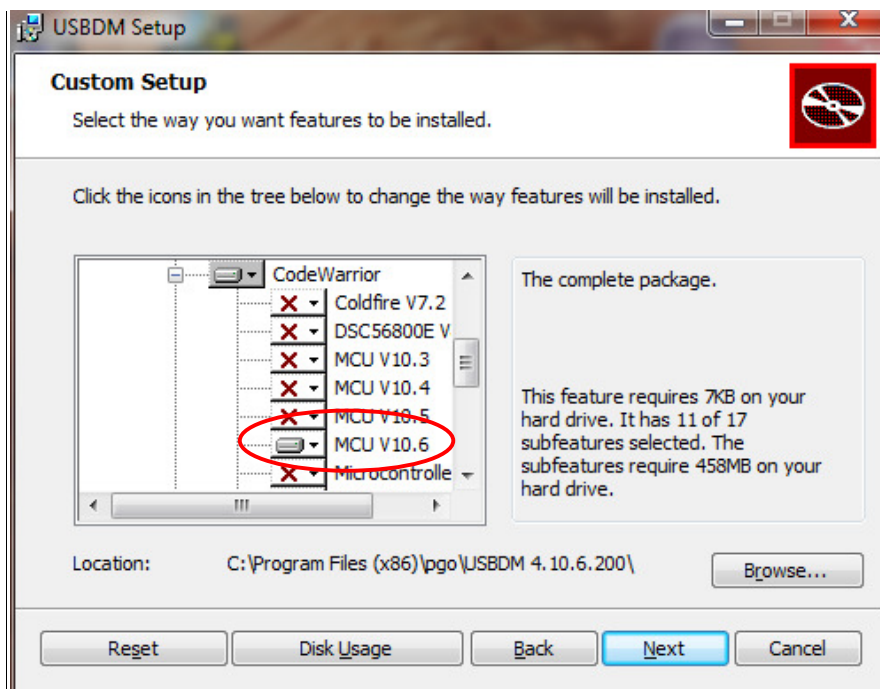 USBDM Setup
Custom Setup
Select the way you want features to be installed.
Click the icons in the tree below to change the way features will be installed.
CodeWarrior
Coldfire V7.2
DSC56800E V
MCU V10.3
MCU V10.4
MCU V10.5
MCU V10.6
Microcontrolle
The complete package.
This feature requires 7KB on your
hard drive. It has 11 of 17
subfeatures selected. The
subfeatures require 458MB on your
hard drive.
Location: C:\Program Files (x86)\pgo\USBDM 4.10.6.200\
Browse...
Reset Disk Usage Back Next Cancel